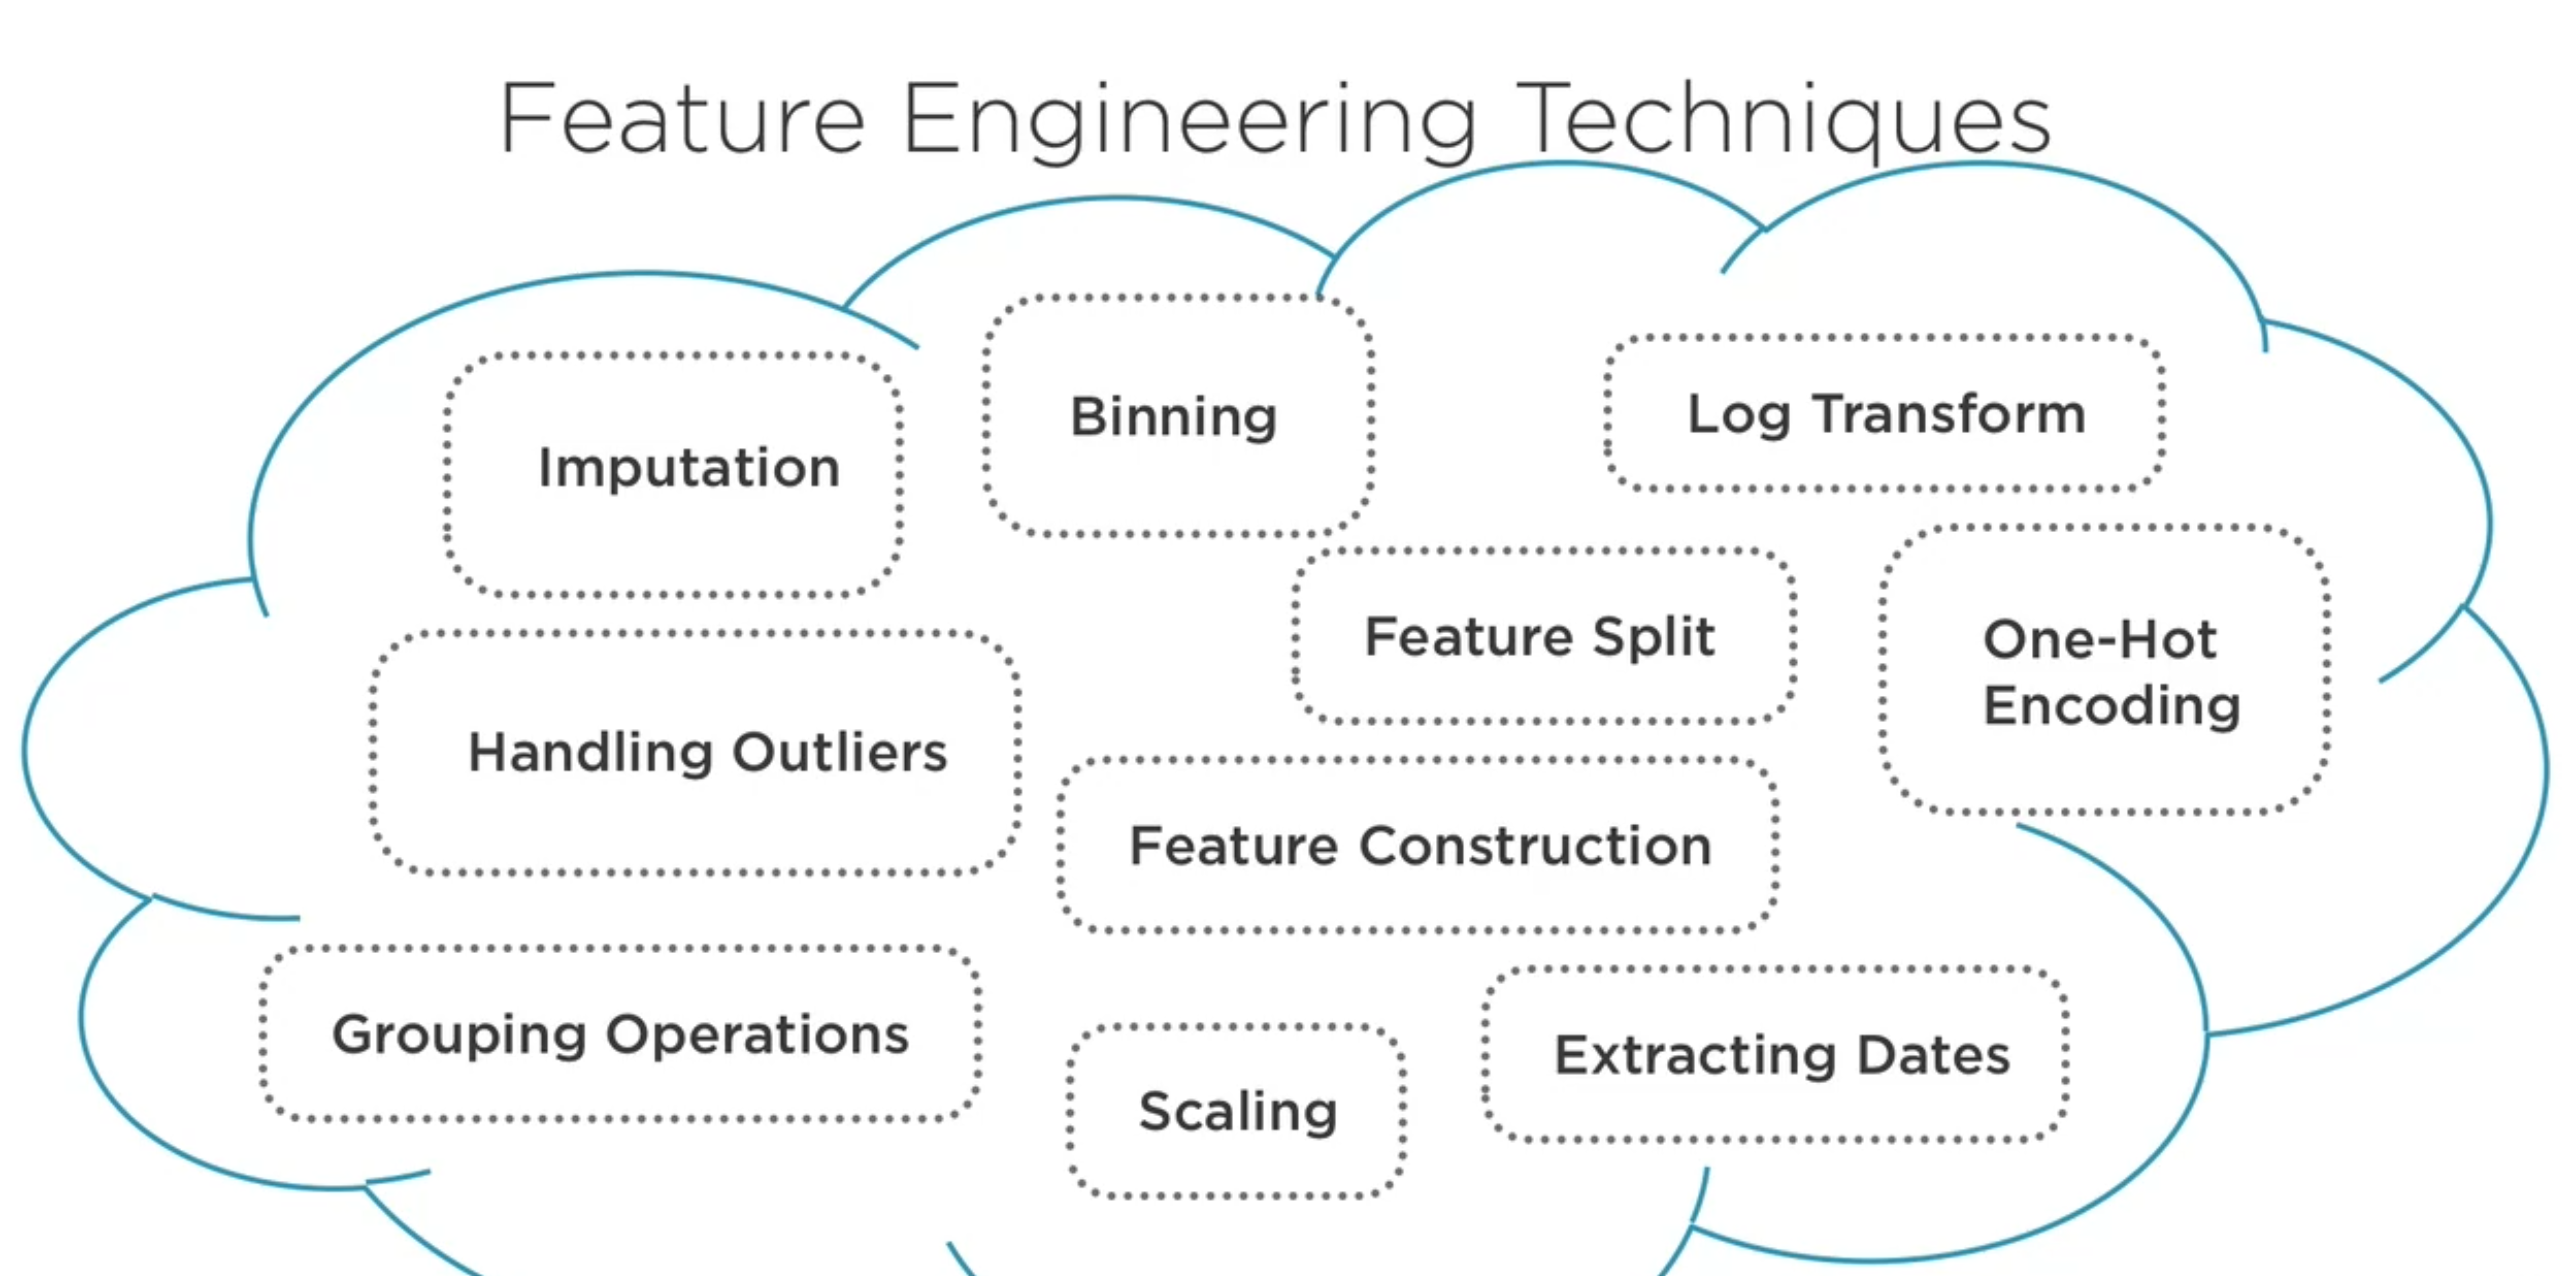 Feature Engineering Techniques
Imputation
Binning
Log Transform
Feature Split
One-Hot
Encoding
Handling Outliers
Feature Construction
Grouping Operations
Scaling
Extracting Dates